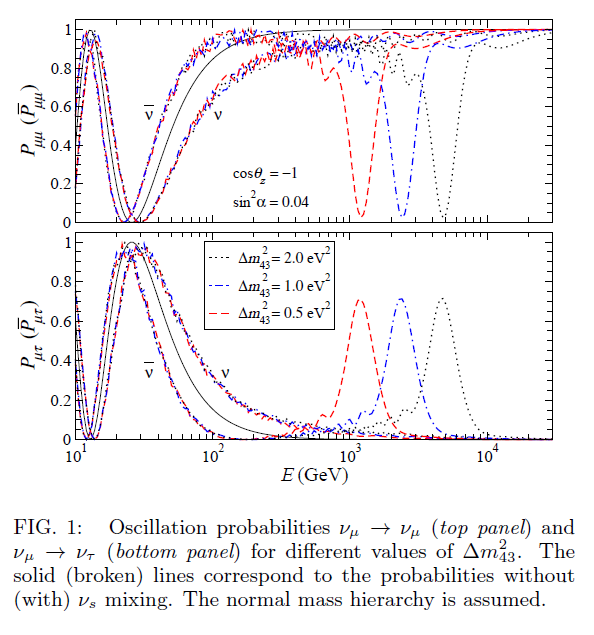 1
0.8
0.6
0.4
0.2
0
P_μμ (P̅_μμ)
ν̅
ν
cosθ_z = −1
sin²α = 0.04
1
0.8
0.6
0.4
0.2
0
P_μτ (P̅_μτ)
Δm²₄₃ = 2.0 eV²
Δm²₄₃ = 1.0 eV²
Δm²₄₃ = 0.5 eV²
ν̅
ν
10¹ 10² 10³ 10⁴
E (GeV)
FIG. 1: Oscillation probabilities ν_μ → ν_μ (top panel) and
ν_μ → ν_τ (bottom panel) for different values of Δm²₄₃. The
solid (broken) lines correspond to the probabilities without
(with) ν_s mixing. The normal mass hierarchy is assumed.